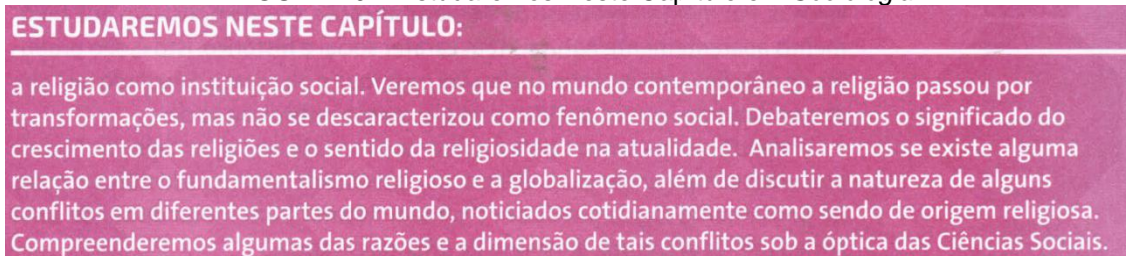 ESTUDAREMOS NESTE CAPÍTULO:
a religião como instituição social. Veremos que no mundo contemporâneo a religião passou por
transformações, mas não se descaracterizou como fenômeno social. Debateremos o significado do
crescimento das religiões e o sentido da religiosidade na atualidade. Analisaremos se existe alguma
relação entre o fundamentalismo religioso e a globalização, além de discutir a natureza de alguns
conflitos em diferentes partes do mundo, noticiados cotidianamente como sendo de origem religiosa.
Compreenderemos algumas das razões e a dimensão de tais conflitos sob a óptica das Ciências Sociais.